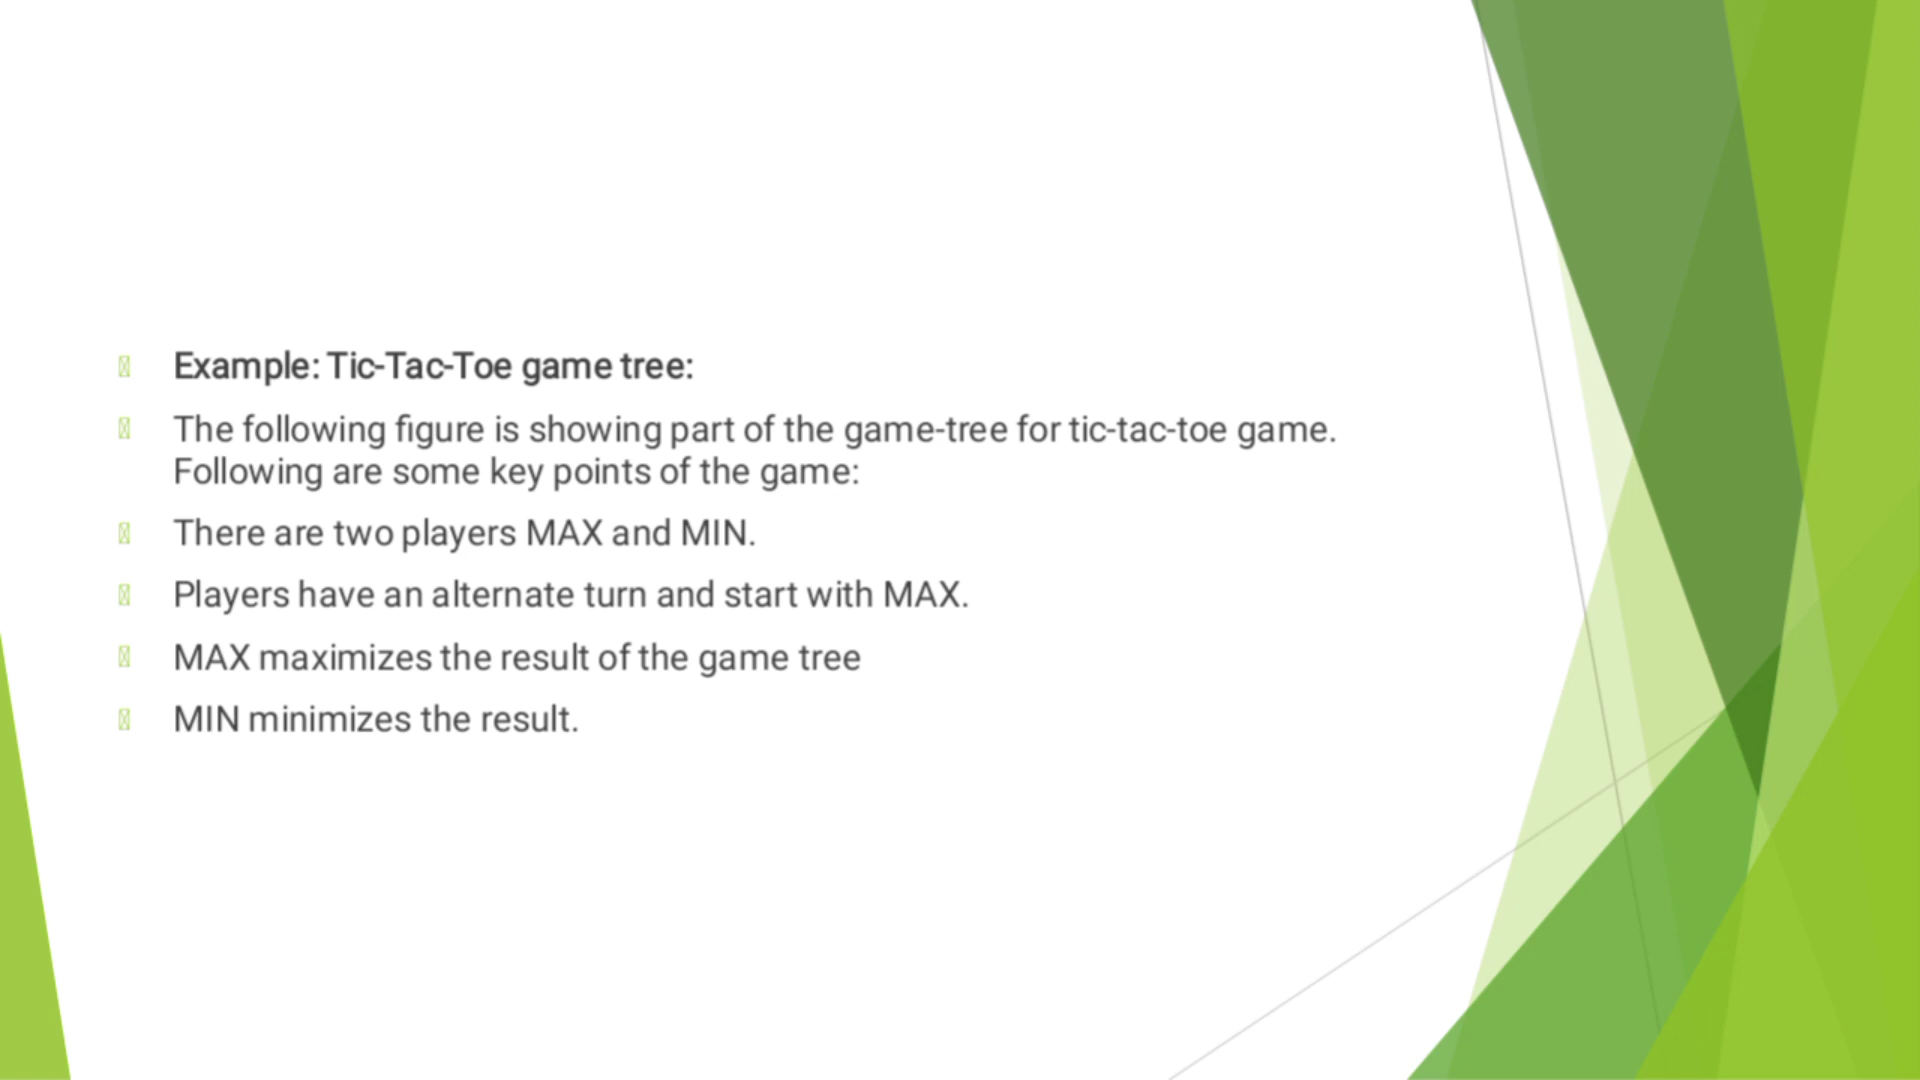 Example: Tic-Tac-Toe game tree:
The following figure is showing part of the game-tree for tic-tac-toe game.
Following are some key points of the game:
There are two players MAX and MIN.
Players have an alternate turn and start with MAX.
MAX maximizes the result of the game tree
MIN minimizes the result.